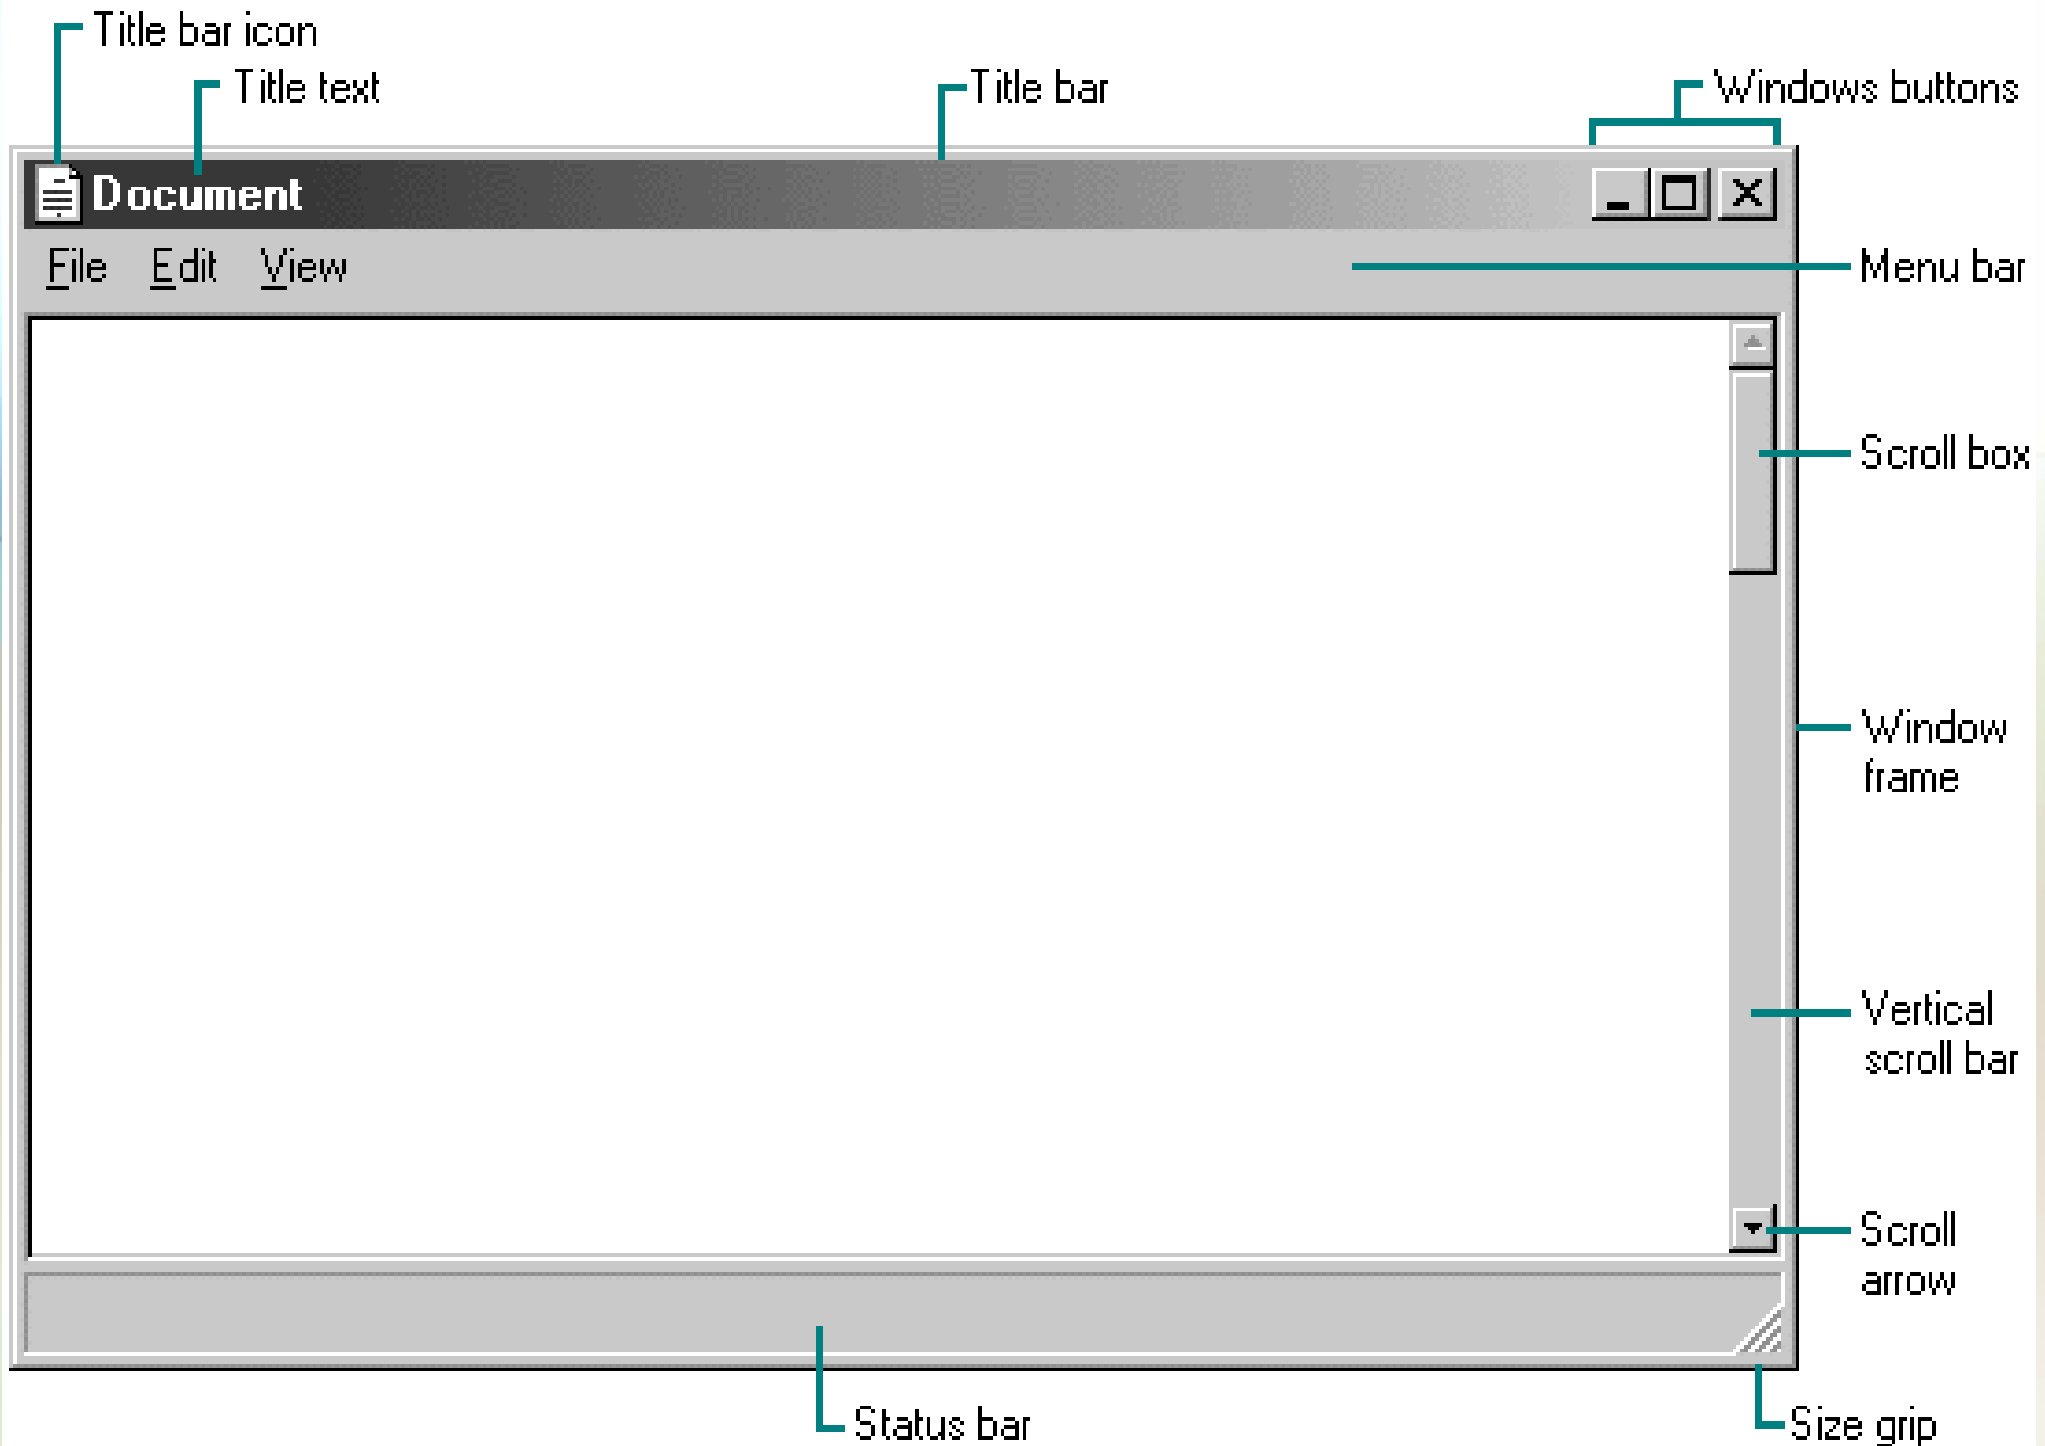 Title bar icon
Title text
Title bar
Windows buttons
Document
File Edit View
Menu bar
Scroll box
Window
frame
Vertical
scroll bar
Scroll
arrow
Status bar
Size grip